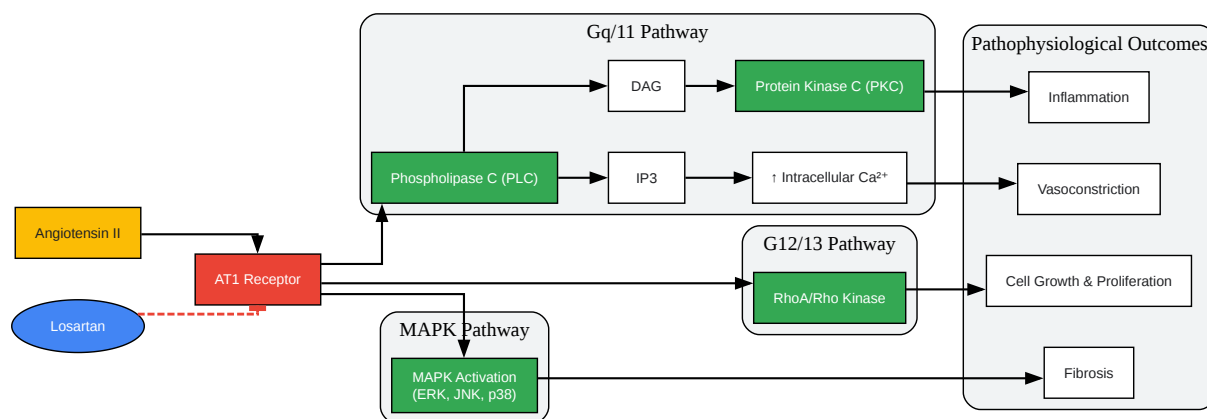 Gq/11 Pathway
Pathophysiological Outcomes
DAG
Protein Kinase C (PKC)
Inflammation
Phospholipase C (PLC)
IP3
↑ Intracellular Ca²⁺
Vasoconstriction
Angiotensin II
G12/13 Pathway
AT1 Receptor
RhoA/Rho Kinase
Cell Growth & Proliferation
Losartan
MAPK Pathway
MAPK Activation
(ERK, JNK, p38)
Fibrosis